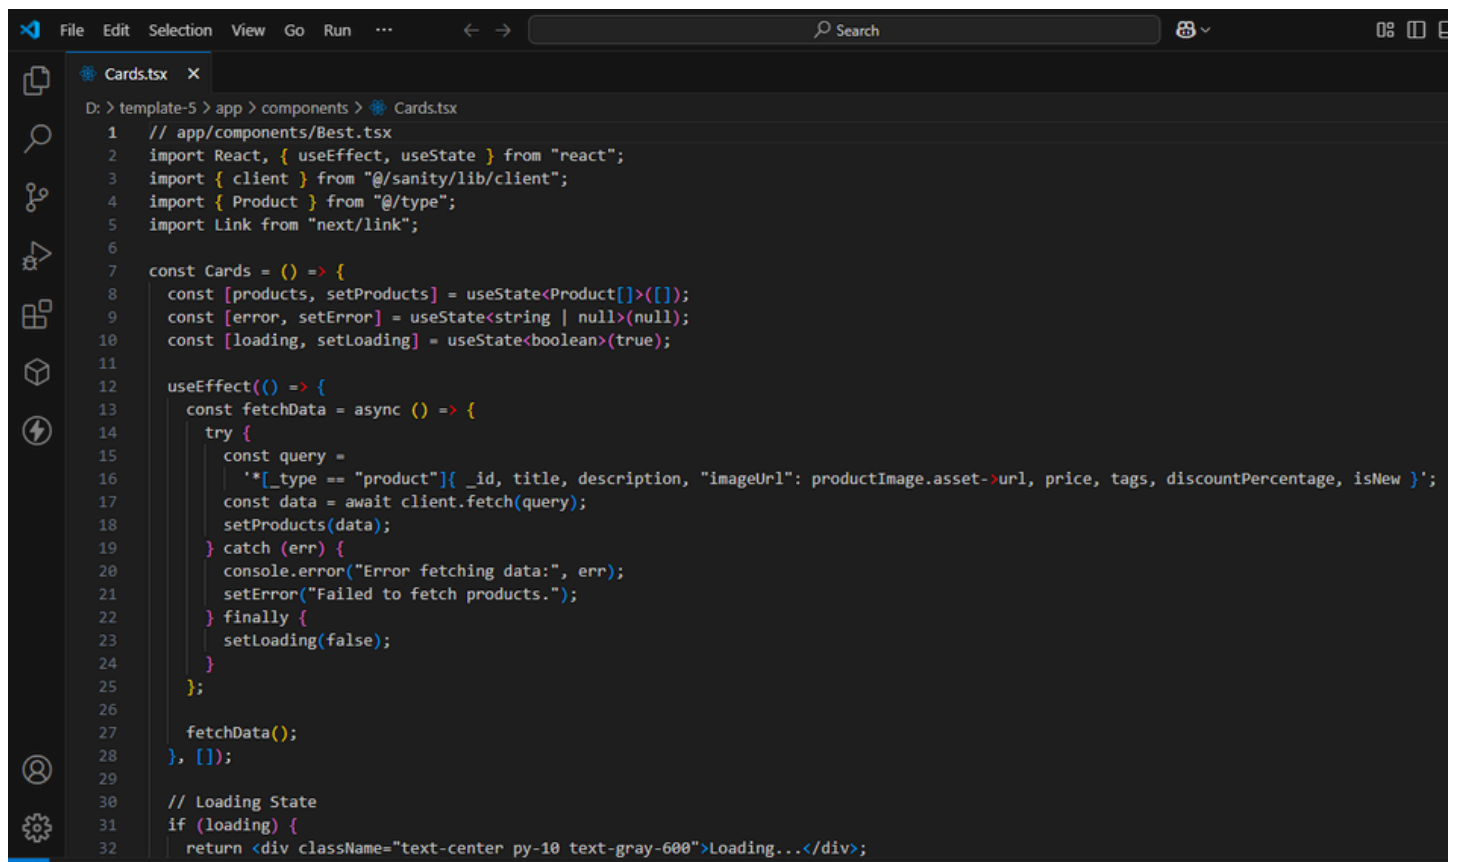 File Edit Selection View Go Run ··· ← → Search
Cards.tsx ×
D: > template-5 > app > components > Cards.tsx
1 // app/components/Best.tsx
2 import React, { useEffect, useState } from "react";
3 import { client } from "@/sanity/lib/client";
4 import { Product } from "@/type";
5 import Link from "next/link";
6
7 const Cards = () => {
8   const [products, setProducts] = useState<Product[]>([]);
9   const [error, setError] = useState<string | null>(null);
10   const [loading, setLoading] = useState<boolean>(true);
11
12   useEffect(() => {
13     const fetchData = async () => {
14       try {
15         const query =
16           '*[_type == "product"]{ _id, title, description, "imageUrl": productImage.asset->url, price, tags, discountPercentage, isNew }';
17         const data = await client.fetch(query);
18         setProducts(data);
19       } catch (err) {
20         console.error("Error fetching data:", err);
21         setError("Failed to fetch products.");
22       } finally {
23         setLoading(false);
24       }
25     };
26
27     fetchData();
28   }, []);
29
30   // Loading State
31   if (loading) {
32     return <div className="text-center py-10 text-gray-600">Loading...</div>;